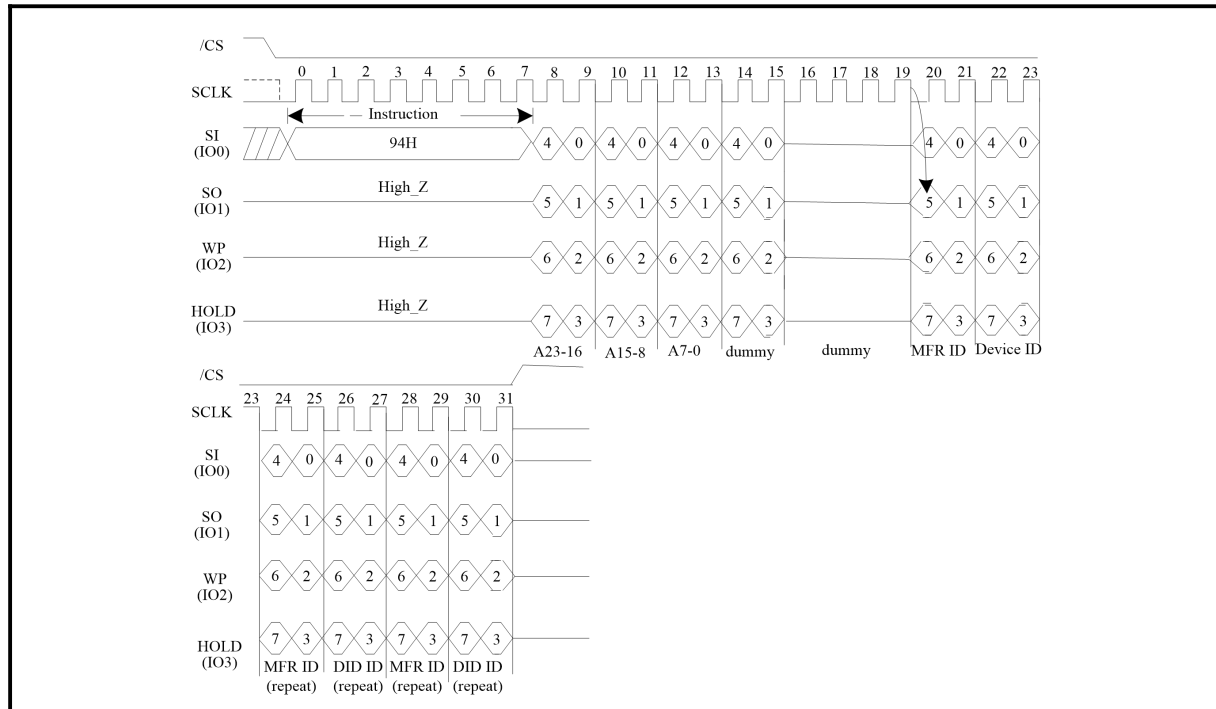 /CS
0 1 2 3 4 5 6 7 8 9 10 11 12 13 14 15 16 17 18 19 20 21 22 23
SCLK
Instruction
SI
(IO0)
94H 4 0 4 0 4 0 4 0 4 0 4 0
SO
(IO1)
High_Z 5 1 5 1 5 1 5 1 5 1 5 1
WP
(IO2)
High_Z 6 2 6 2 6 2 6 2 6 2 6 2
HOLD
(IO3)
High_Z 7 3 7 3 7 3 7 3 7 3 7 3
A23-16 A15-8 A7-0 dummy dummy MFR ID Device ID
/CS
23 24 25 26 27 28 29 30 31
SCLK
SI
(IO0)
4 0 4 0 4 0 4 0
SO
(IO1)
5 1 5 1 5 1 5 1
WP
(IO2)
6 2 6 2 6 2 6 2
HOLD
(IO3)
7 3 7 3 7 3 7 3
MFR ID DID ID MFR ID DID ID
(repeat) (repeat) (repeat) (repeat)